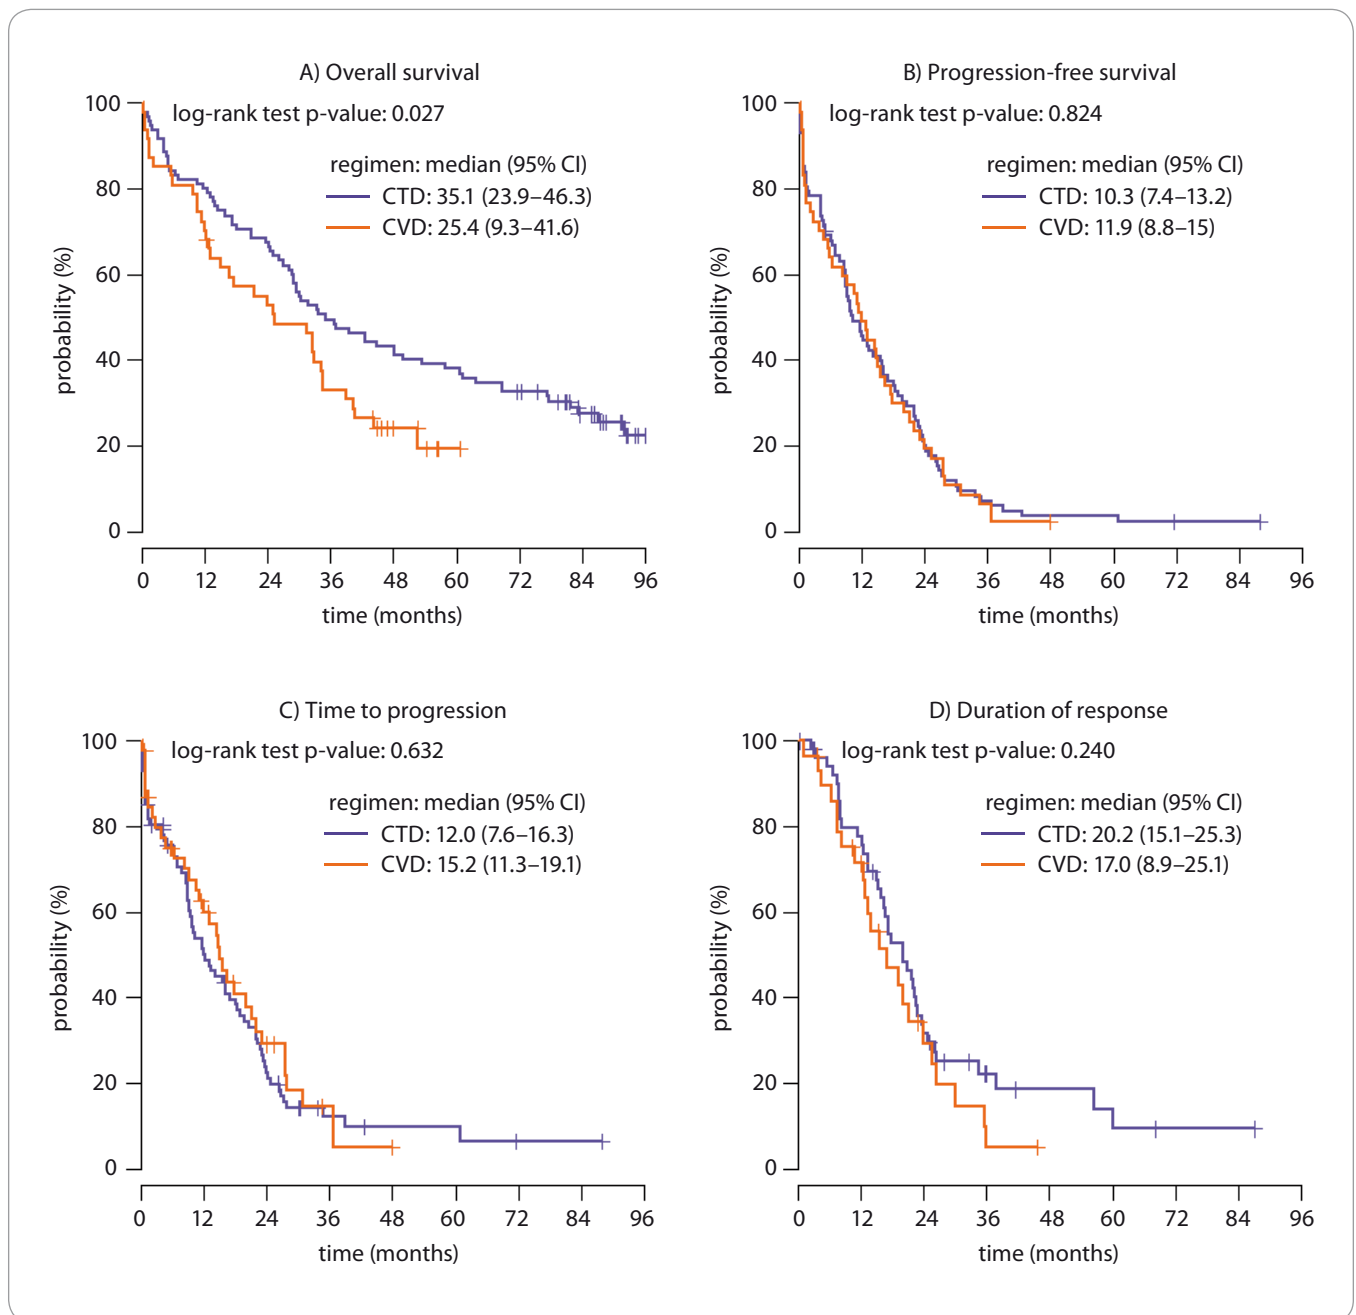 A) Overall survival
log-rank test p-value: 0.027
regimen: median (95% CI)
CTD: 35.1 (23.9–46.3)
CVD: 25.4 (9.3–41.6)
probability (%)
100
80
60
40
20
0
0 12 24 36 48 60 72 84 96
time (months)
B) Progression-free survival
log-rank test p-value: 0.824
regimen: median (95% CI)
CTD: 10.3 (7.4–13.2)
CVD: 11.9 (8.8–15)
probability (%)
100
80
60
40
20
0
0 12 24 36 48 60 72 84 96
time (months)
C) Time to progression
log-rank test p-value: 0.632
regimen: median (95% CI)
CTD: 12.0 (7.6–16.3)
CVD: 15.2 (11.3–19.1)
probability (%)
100
80
60
40
20
0
0 12 24 36 48 60 72 84 96
time (months)
D) Duration of response
log-rank test p-value: 0.240
regimen: median (95% CI)
CTD: 20.2 (15.1–25.3)
CVD: 17.0 (8.9–25.1)
probability (%)
100
80
60
40
20
0
0 12 24 36 48 60 72 84 96
time (months)